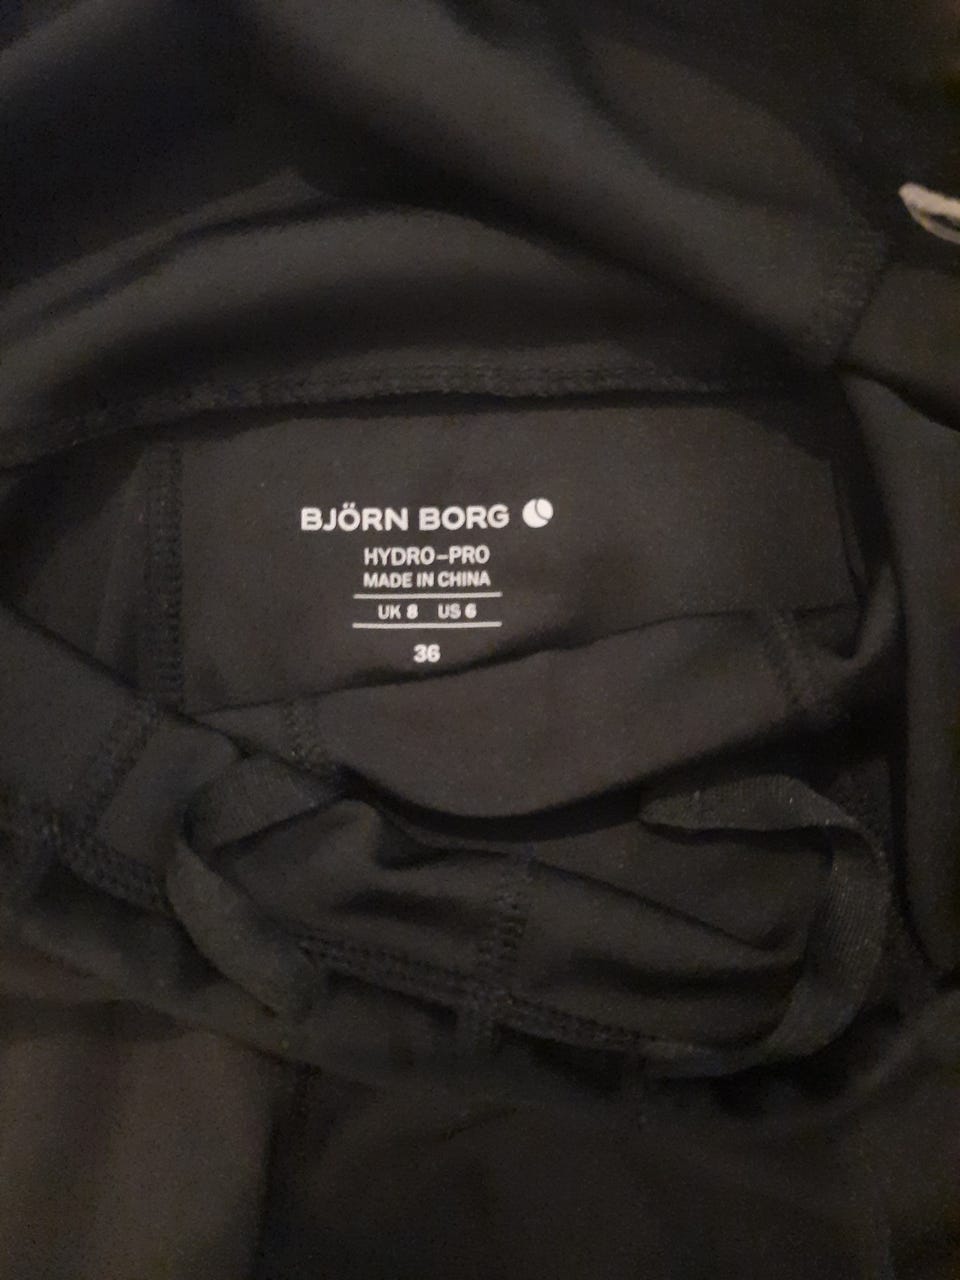 BJÖRN BORG
HYDRO-PRO
MADE IN CHINA
UK 8 US 6
36